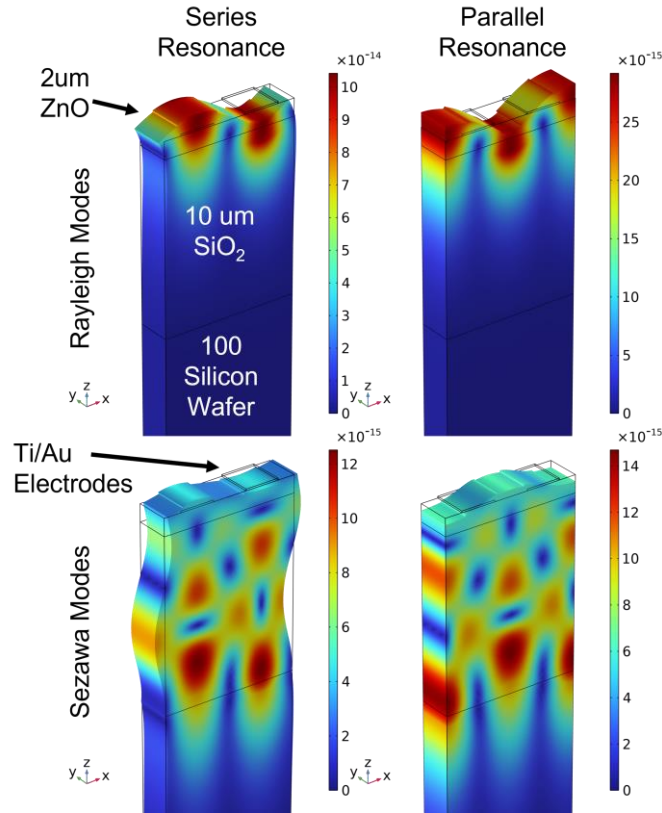 Series
Resonance
Parallel
Resonance
2um
ZnO
Rayleigh Modes
×10⁻¹⁴
10
9
8
7
6
5
4
3
2
1
0
10 um
SiO₂
100
Silicon
Wafer
y z x
×10⁻¹⁵
25
20
15
10
5
0
y z x
Ti/Au
Electrodes
Sezawa Modes
×10⁻¹⁵
12
10
8
6
4
2
0
y z x
×10⁻¹⁵
14
12
10
8
6
4
2
0
y z x